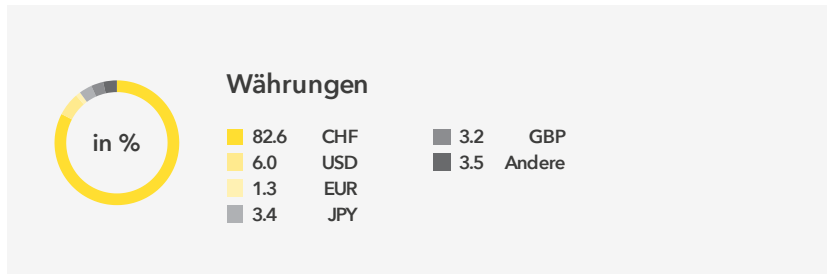 Währungen
in %
82.6 CHF
6.0 USD
1.3 EUR
3.4 JPY
3.2 GBP
3.5 Andere